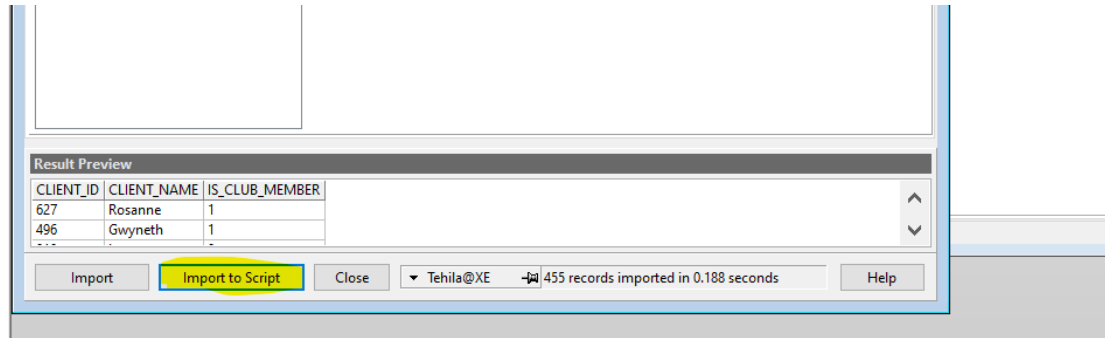 Result Preview
CLIENT_ID CLIENT_NAME IS_CLUB_MEMBER
627 Rosanne 1
496 Gwyneth 1
Import Import to Script Close Tehila@XE 455 records imported in 0.188 seconds Help